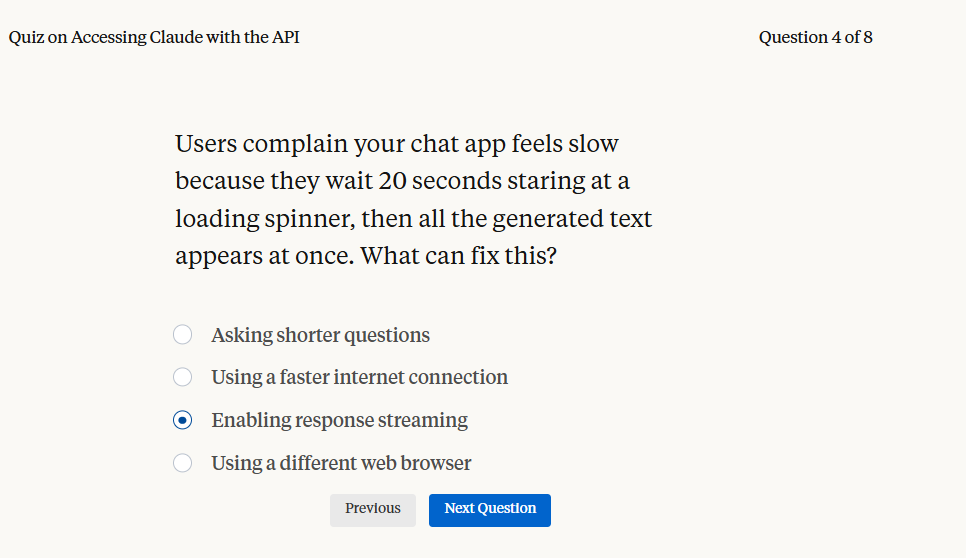 Quiz on Accessing Claude with the API
Question 4 of 8
Users complain your chat app feels slow
because they wait 20 seconds staring at a
loading spinner, then all the generated text
appears at once. What can fix this?
Asking shorter questions
Using a faster internet connection
Enabling response streaming
Using a different web browser
Previous
Next Question